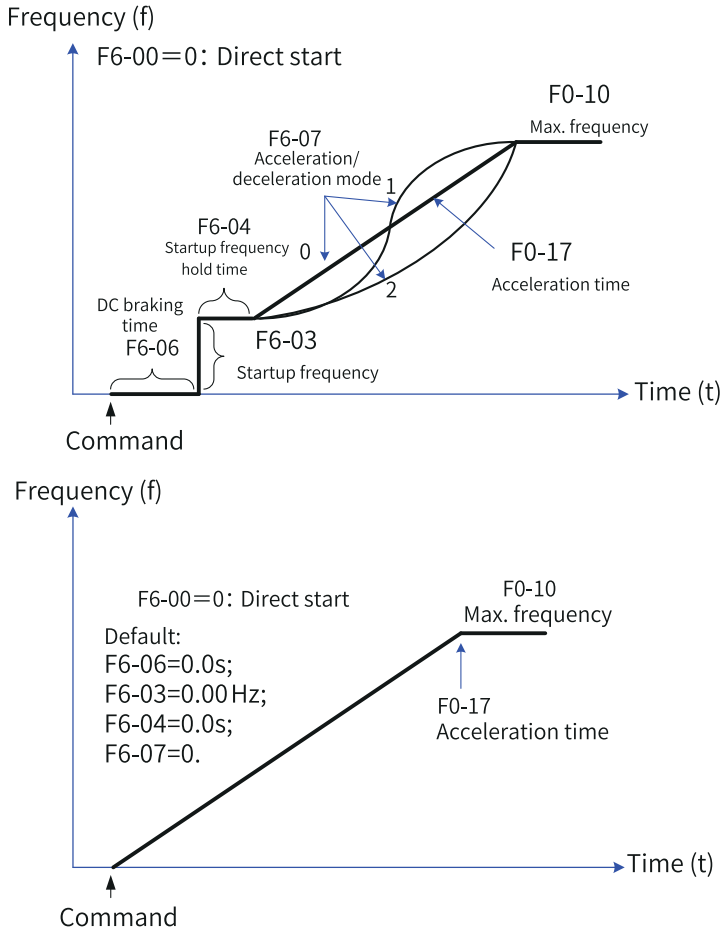 Frequency (f)
F6-00=0: Direct start
F0-10
Max. frequency
F6-07
Acceleration/
deceleration mode
1
F6-04
Startup frequency
hold time
0
F0-17
Acceleration time
2
DC braking
time
F6-06
F6-03
Startup frequency
Time (t)
Command
Frequency (f)
F6-00=0: Direct start
F0-10
Max. frequency
Default:
F6-06=0.0s;
F6-03=0.00Hz;
F6-04=0.0s;
F6-07=0.
F0-17
Acceleration time
Time (t)
Command